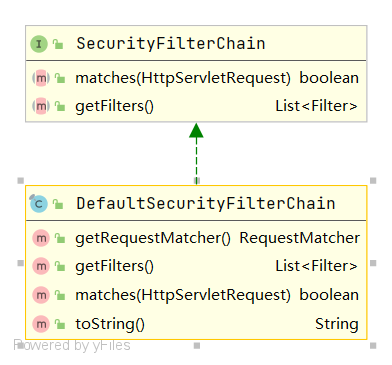 I SecurityFilterChain
m matches(HttpServletRequest) boolean
m getFilters() List<Filter>
C DefaultSecurityFilterChain
m getRequestMatcher() RequestMatcher
m getFilters() List<Filter>
m matches(HttpServletRequest) boolean
m toString() String
Powered by yFiles